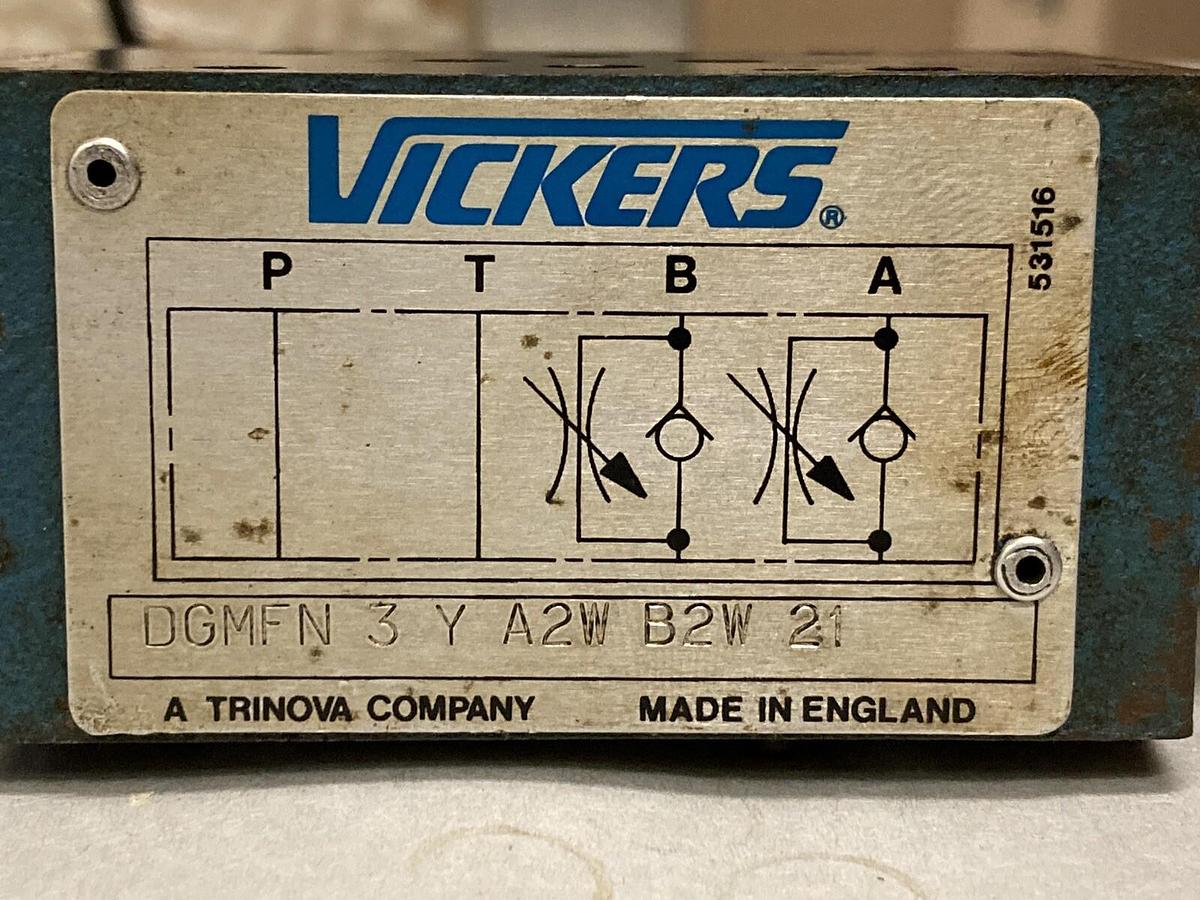 VICKERS®
531516
P T B A
DGMFN 3 Y A2W B2W 21
A TRINOVA COMPANY MADE IN ENGLAND